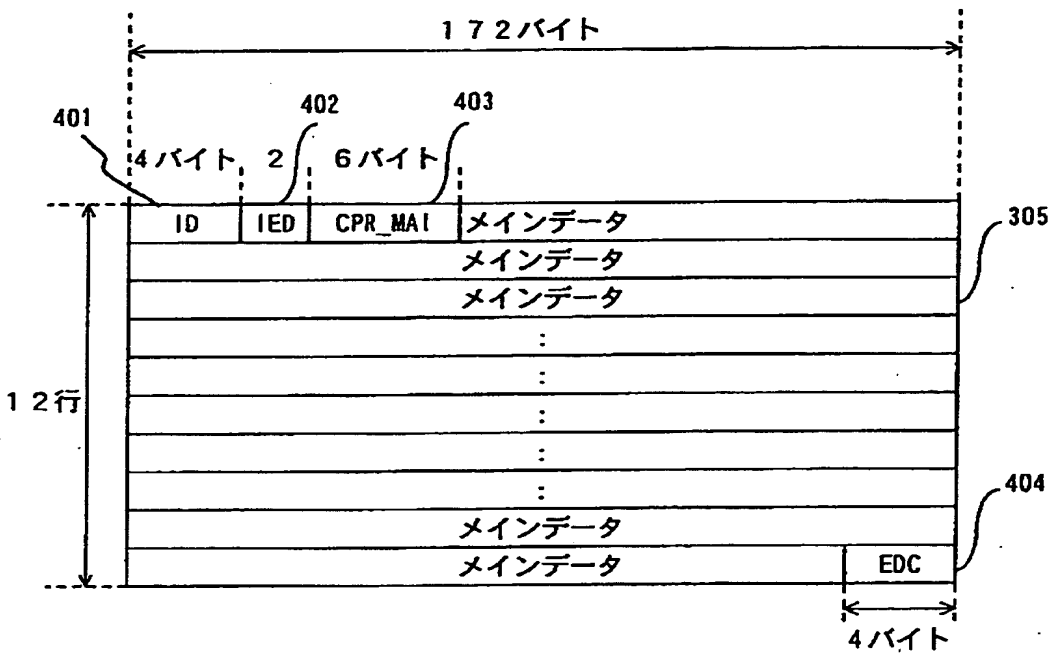 172バイト
401
402
403
4バイト 2 6バイト
ID IED CPR_MAI メインデータ
305
メインデータ
メインデータ
:
:
12行
:
:
:
404
メインデータ
メインデータ EDC
4バイト